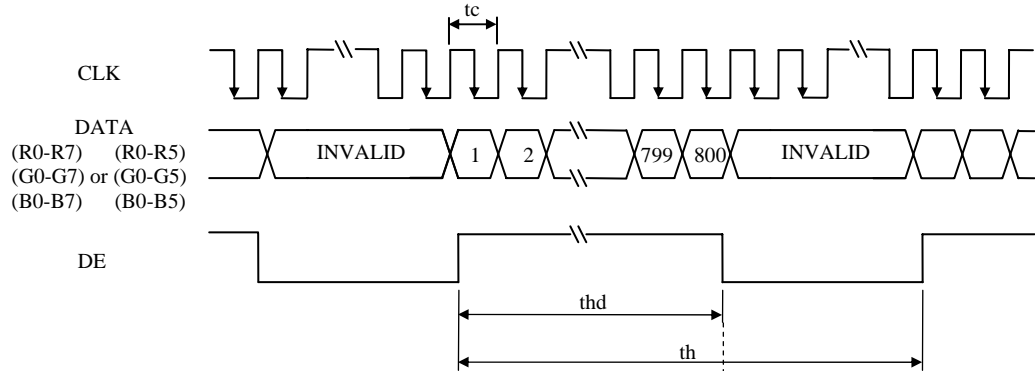 tc
CLK
DATA
(R0-R7) (R0-R5)
(G0-G7) or (G0-G5)
(B0-B7) (B0-B5)
INVALID 1 2 799 800 INVALID
DE
thd
th